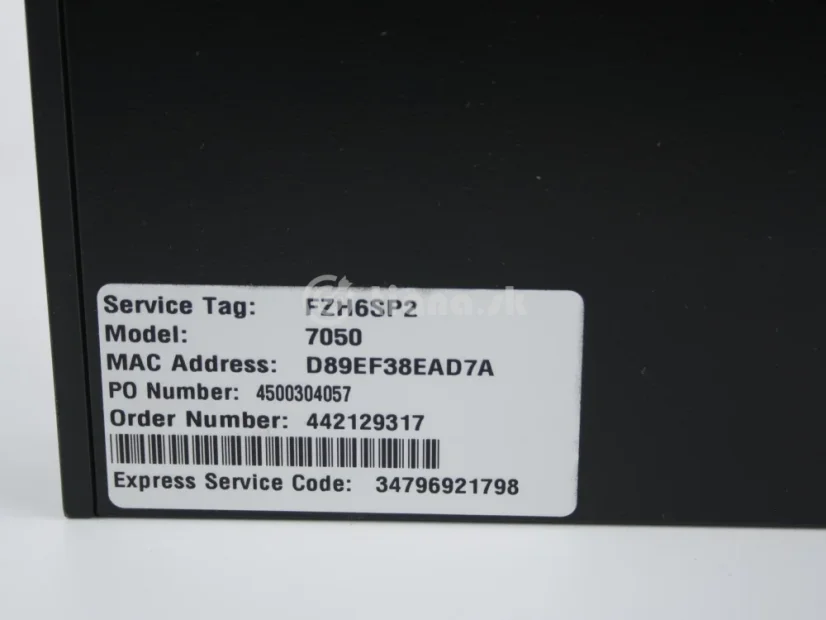 Service Tag: FZH6SP2
Model: 7050
MAC Address: D89EF38EAD7A
PO Number: 4500304057
Order Number: 442129317
Express Service Code: 34796921798